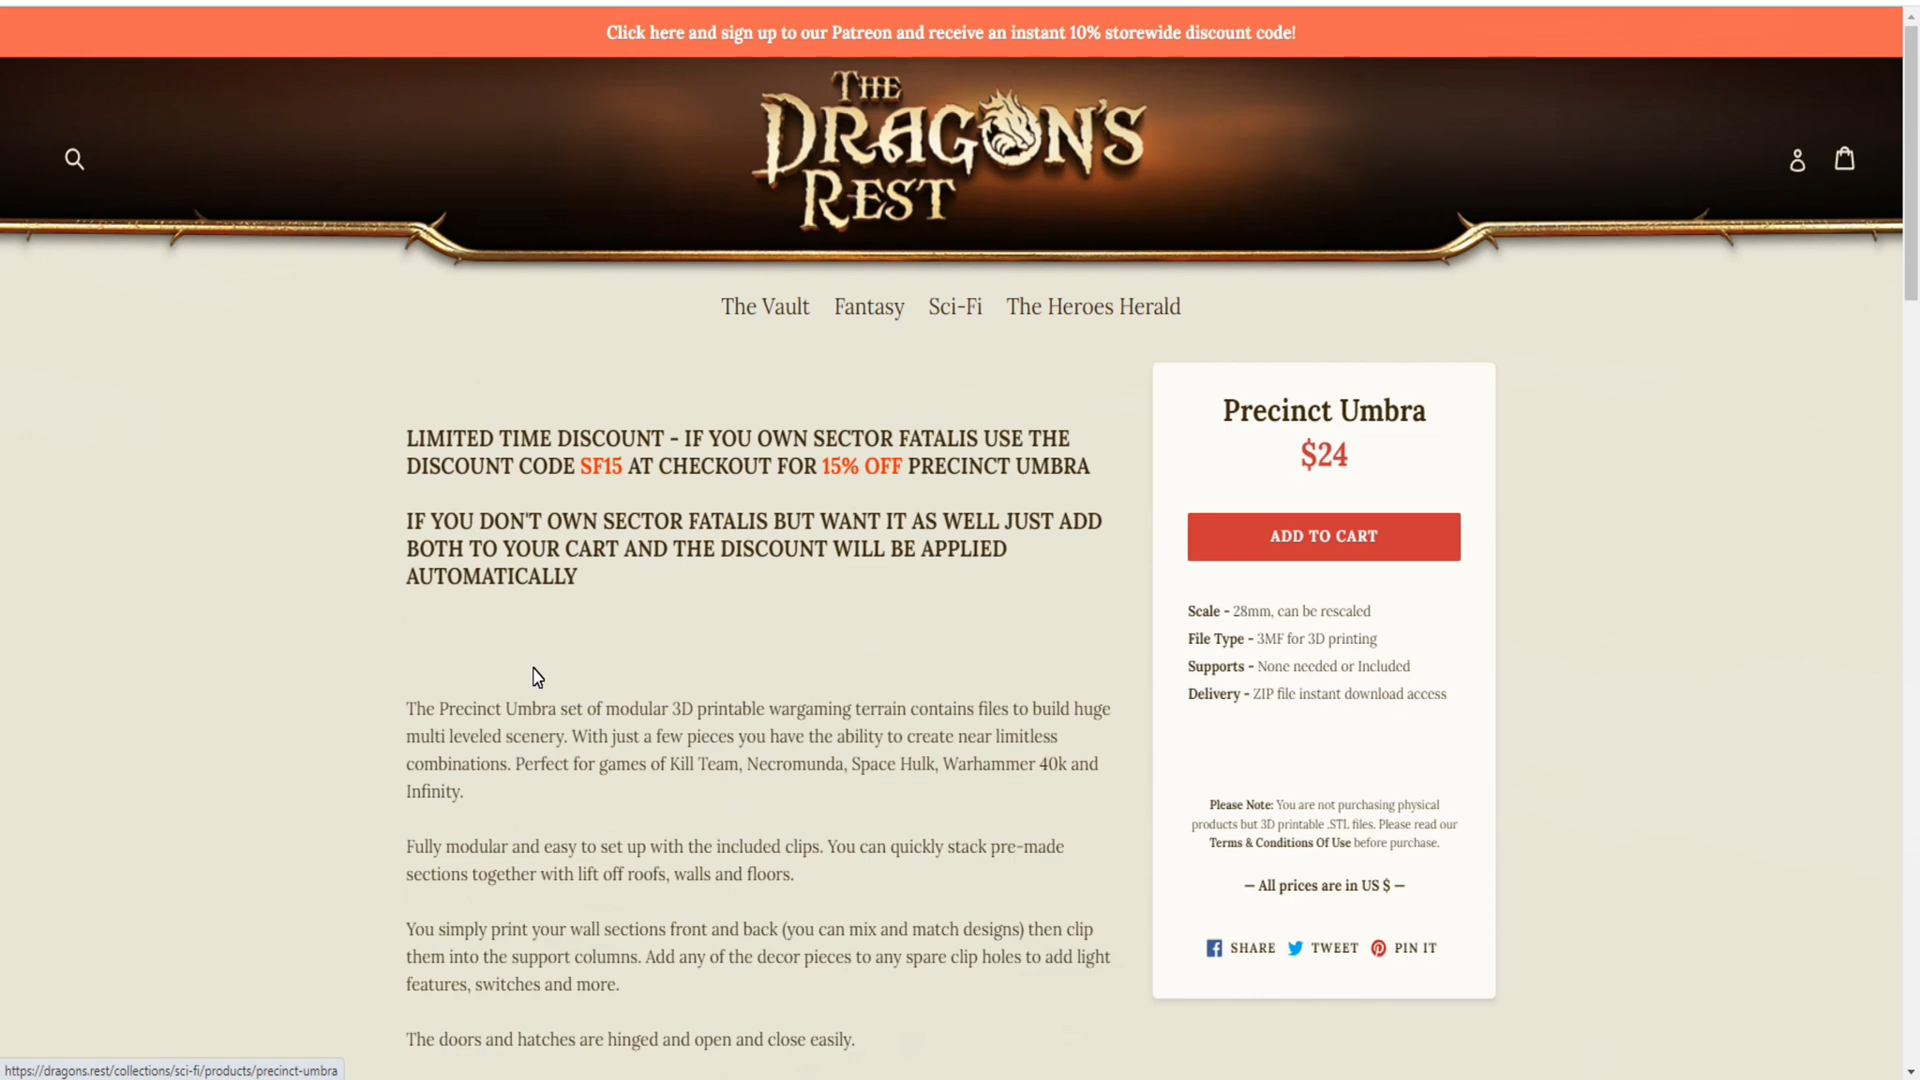 Click here and sign up to our Patreon and receive an instant 10% storewide discount code!
THE
DRAGON'S
REST
The Vault Fantasy Sci-Fi The Heroes Herald
LIMITED TIME DISCOUNT - IF YOU OWN SECTOR FATALIS USE THE
DISCOUNT CODE SF15 AT CHECKOUT FOR 15% OFF PRECINCT UMBRA
IF YOU DON'T OWN SECTOR FATALIS BUT WANT IT AS WELL JUST ADD
BOTH TO YOUR CART AND THE DISCOUNT WILL BE APPLIED
AUTOMATICALLY
The Precinct Umbra set of modular 3D printable wargaming terrain contains files to build huge
multi leveled scenery. With just a few pieces you have the ability to create near limitless
combinations. Perfect for games of Kill Team, Necromunda, Space Hulk, Warhammer 40k and
Infinity.
Fully modular and easy to set up with the included clips. You can quickly stack pre-made
sections together with lift off roofs, walls and floors.
You simply print your wall sections front and back (you can mix and match designs) then clip
them into the support columns. Add any of the decor pieces to any spare clip holes to add light
features, switches and more.
The doors and hatches are hinged and open and close easily.
Precinct Umbra
$24
ADD TO CART
Scale - 28mm, can be rescaled
File Type - 3MF for 3D printing
Supports - None needed or Included
Delivery - ZIP file instant download access
Please Note: You are not purchasing physical
products but 3D printable .STL files. Please read our
Terms & Conditions Of Use before purchase.
— All prices are in US $ —
SHARE TWEET PIN IT
https://dragons.rest/collections/sci-fi/products/precinct-umbra